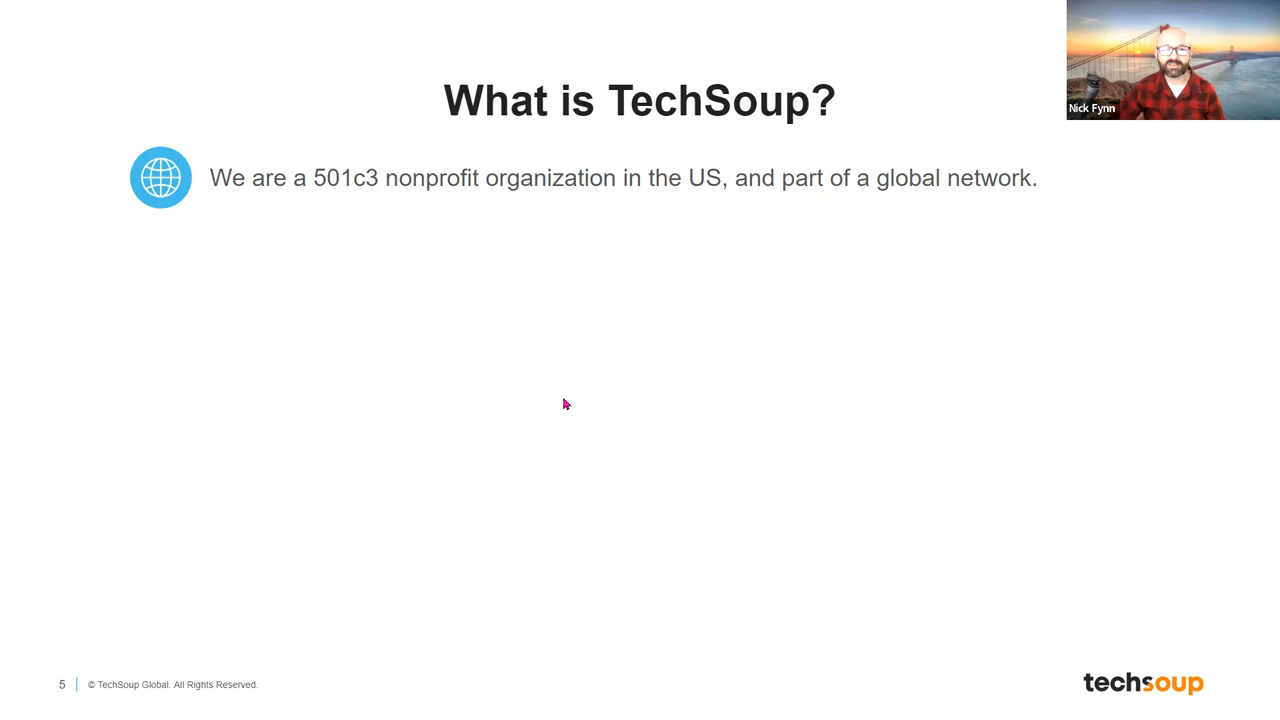 What is TechSoup?
Nick Fynn
We are a 501c3 nonprofit organization in the US, and part of a global network.
5
© TechSoup Global. All Rights Reserved.
techsoup